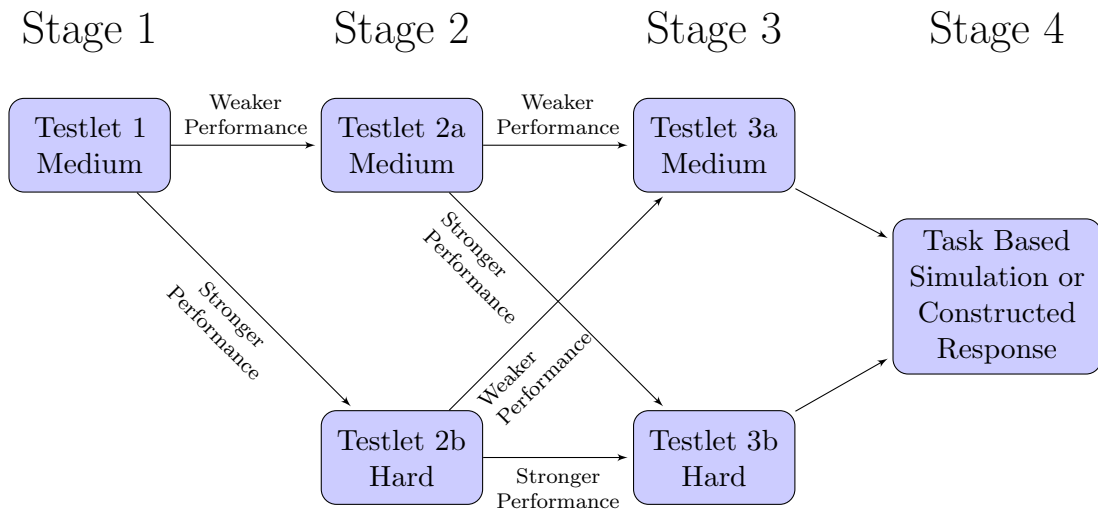 Stage 1
Stage 2
Stage 3
Stage 4
Testlet 1
Medium
Weaker
Performance
Testlet 2a
Medium
Weaker
Performance
Testlet 3a
Medium
Stronger
Performance
Stronger
Performance
Weaker
Performance
Task Based
Simulation or
Constructed
Response
Testlet 2b
Hard
Stronger
Performance
Testlet 3b
Hard